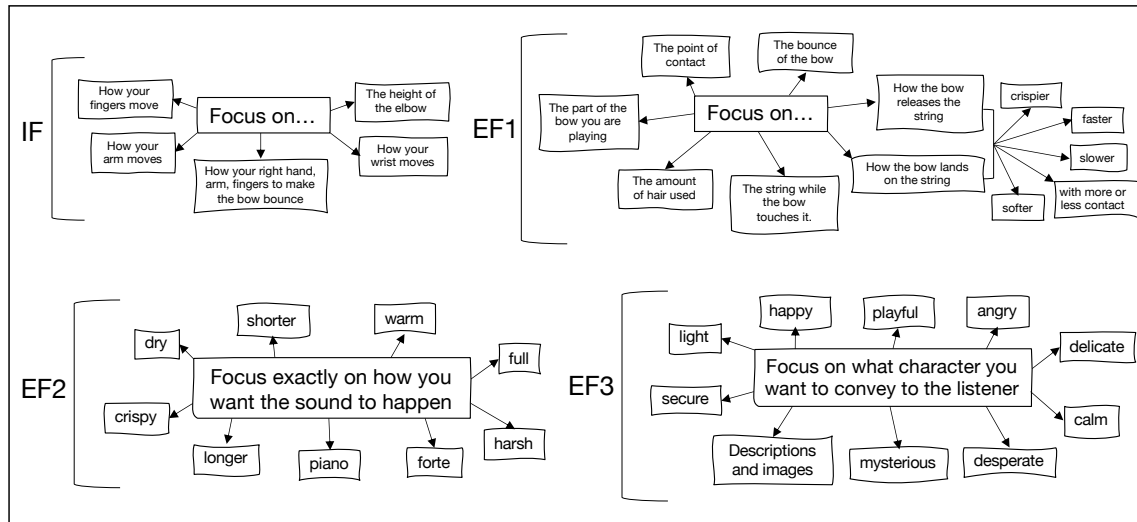 IF
How your
fingers move
The height of
the elbow
Focus on…
How your
arm moves
How your
wrist moves
How your right hand,
arm, fingers to make
the bow bounce
EF1
The point of
contact
The bounce
of the bow
The part of the
bow you are
playing
Focus on…
How the bow
releases the
string
The amount
of hair used
The string while
the bow
touches it.
How the bow lands
on the string
crispier
faster
slower
with more or
less contact
softer
EF2
dry
shorter
warm
full
Focus exactly on how you
want the sound to happen
crispy
longer
piano
forte
harsh
EF3
light
happy
playful
angry
delicate
Focus on what character you
want to convey to the listener
secure
calm
Descriptions
and images
mysterious
desperate